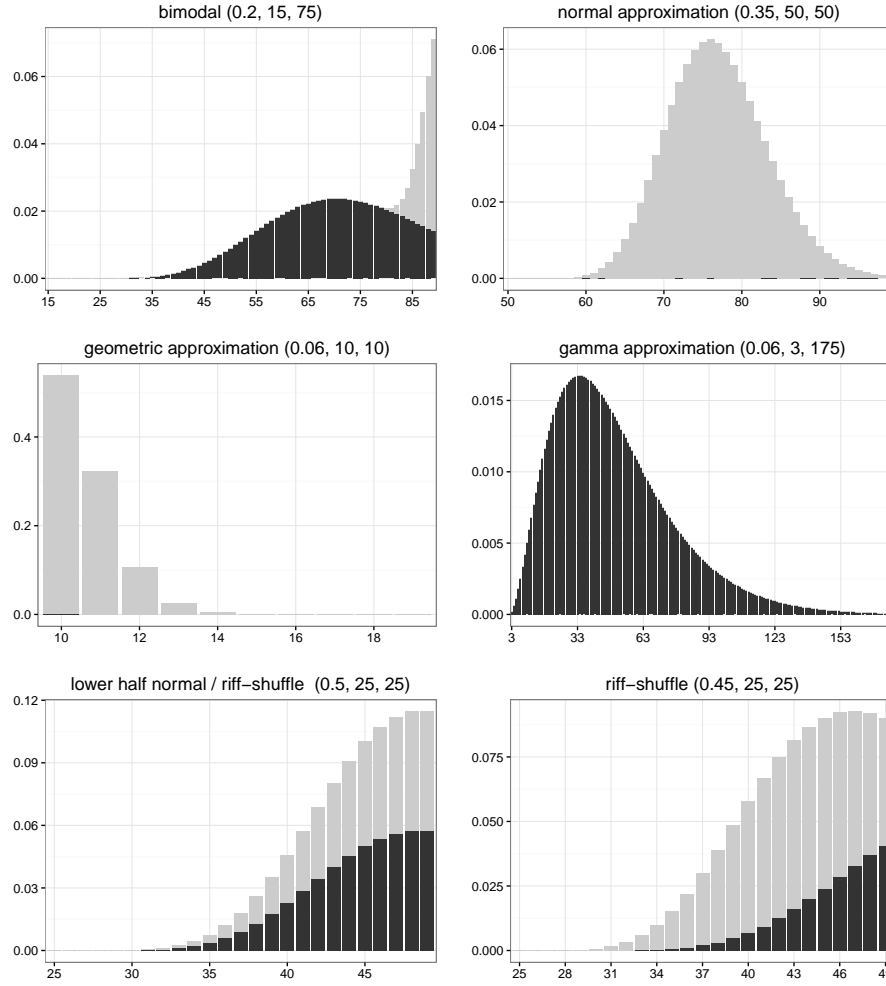 bimodal (0.2, 15, 75)
normal approximation (0.35, 50, 50)
0.06
0.04
0.02
0.00
15 25 35 45 55 65 75 85
0.06
0.04
0.02
0.00
50 60 70 80 90
geometric approximation (0.06, 10, 10)
gamma approximation (0.06, 3, 175)
0.4
0.2
0.0
10 12 14 16 18
0.015
0.010
0.005
0.000
3 33 63 93 123 153
lower half normal / riff−shuffle (0.5, 25, 25)
riff−shuffle (0.45, 25, 25)
0.12
0.09
0.06
0.03
0.00
25 30 35 40 45
0.075
0.050
0.025
0.000
25 28 31 34 37 40 43 46